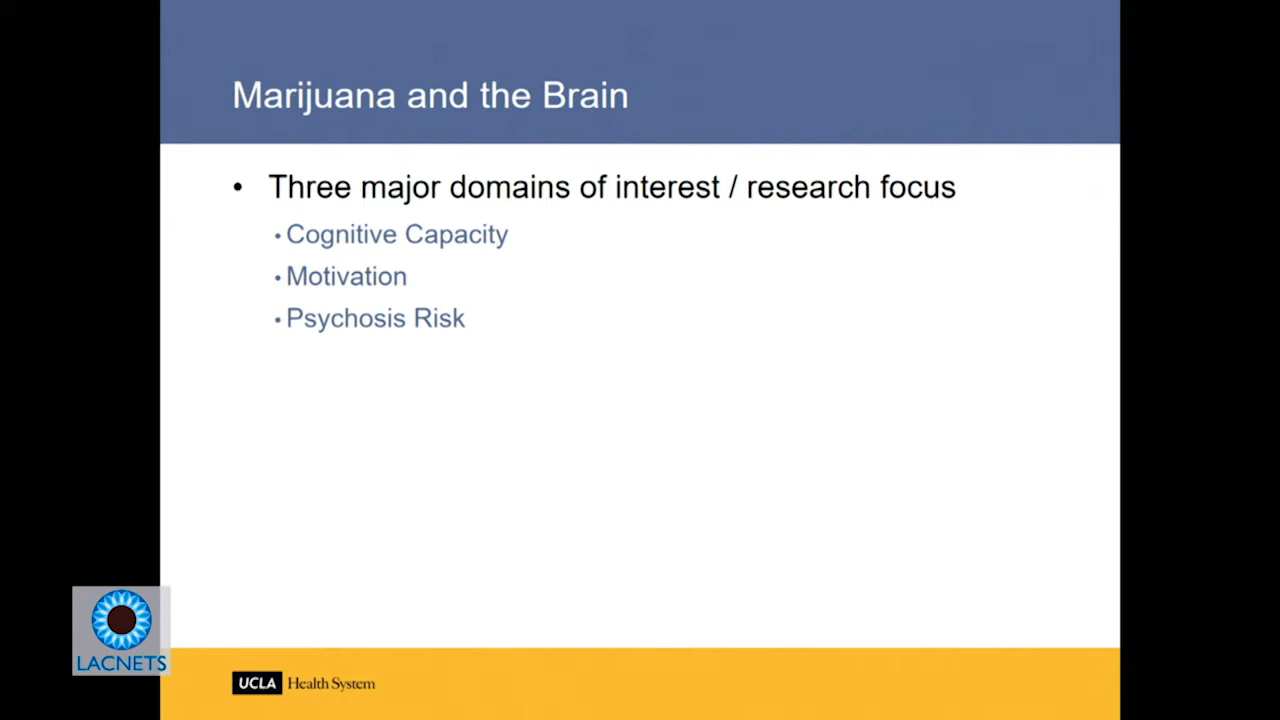 Marijuana and the Brain
• Three major domains of interest / research focus
• Cognitive Capacity
• Motivation
• Psychosis Risk
LACNETS
UCLA Health System